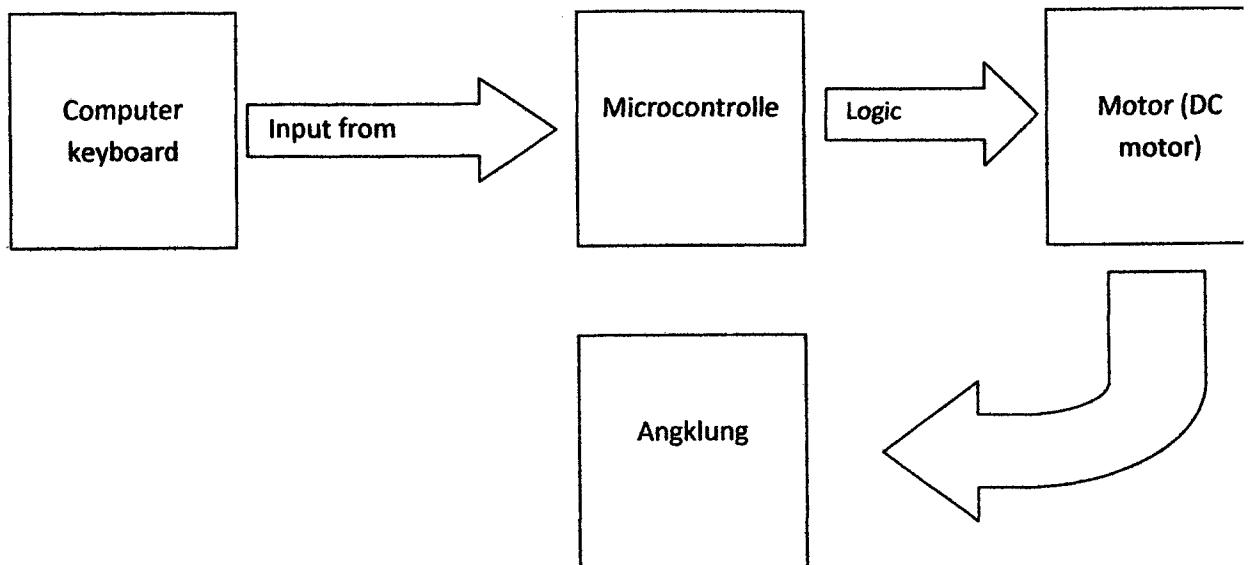 Computer
keyboard
Input from
Microcontrolle
Logic
Motor (DC
motor)
Angklung